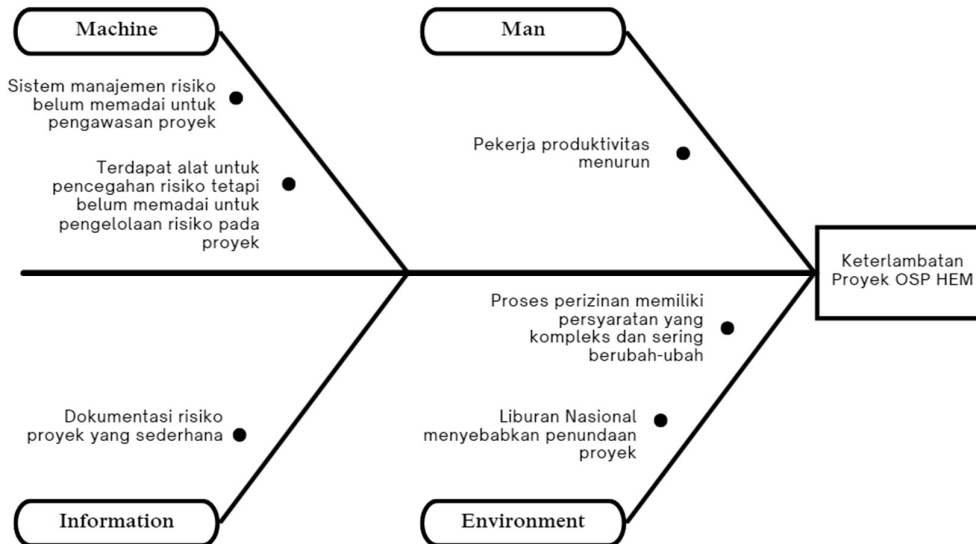 Machine
Man
Sistem manajemen risiko
belum memadai untuk
pengawasan proyek
Terdapat alat untuk
pencegahan risiko tetapi
belum memadai untuk
pengelolaan risiko pada
proyek
Pekerja produktivitas
menurun
Keterlambatan
Proyek OSP HEM
Proses perizinan memiliki
persyaratan yang
kompleks dan sering
berubah-ubah
Dokumentasi risiko
proyek yang sederhana
Liburan Nasional
menyebabkan penundaan
proyek
Information
Environment